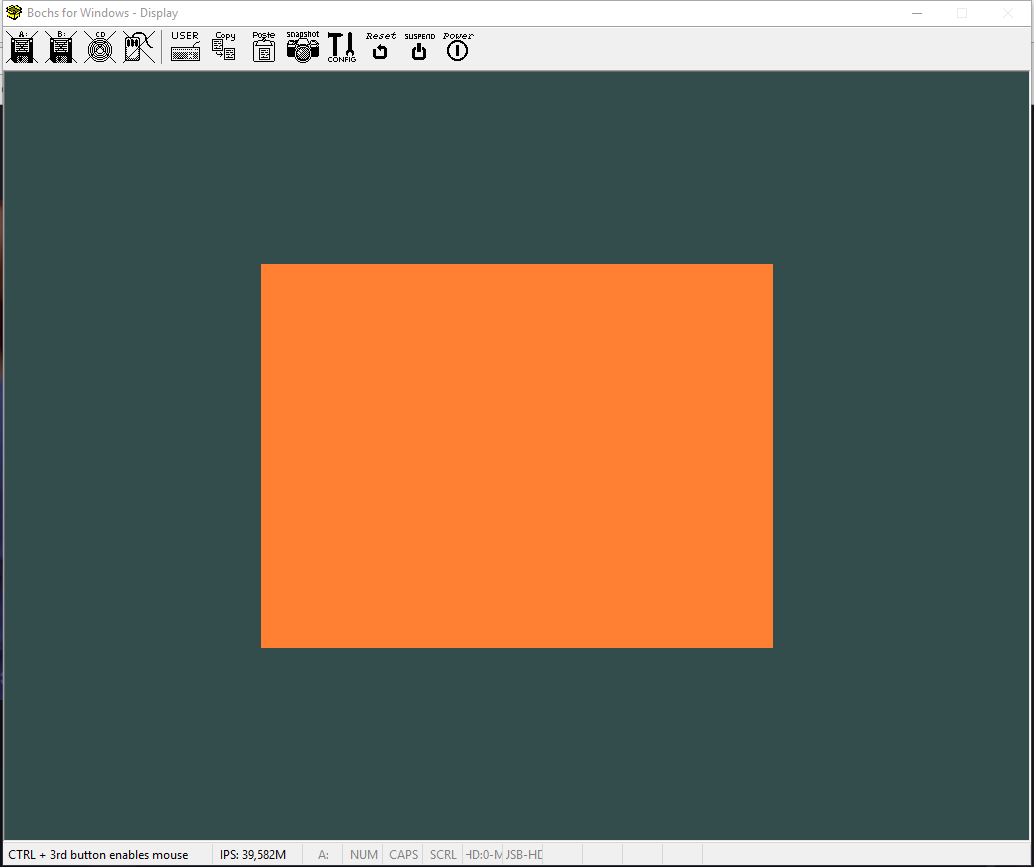 Bochs for Windows - Display
A: B: CD USER Copy Paste snapshot CONFIG Reset SUSPEND Power
CTRL + 3rd button enables mouse IPS: 39,582M A: NUM CAPS SCRL HD:0-M JSB-HD